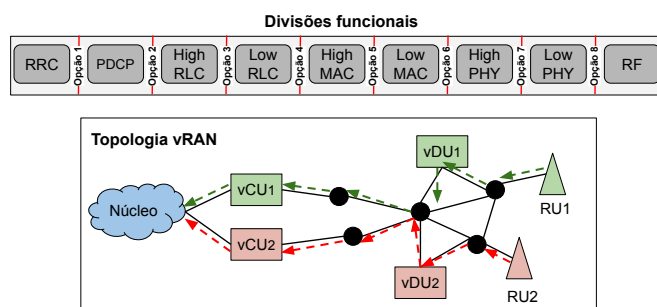 Divisões funcionais
RRC
Opção 1
PDCP
Opção 2
High
RLC
Opção 3
Low
RLC
Opção 4
High
MAC
Opção 5
Low
MAC
Opção 6
High
PHY
Opção 7
Low
PHY
Opção 8
RF
Topologia vRAN
vDU1
vCU1
Núcleo
RU1
vCU2
vDU2
RU2